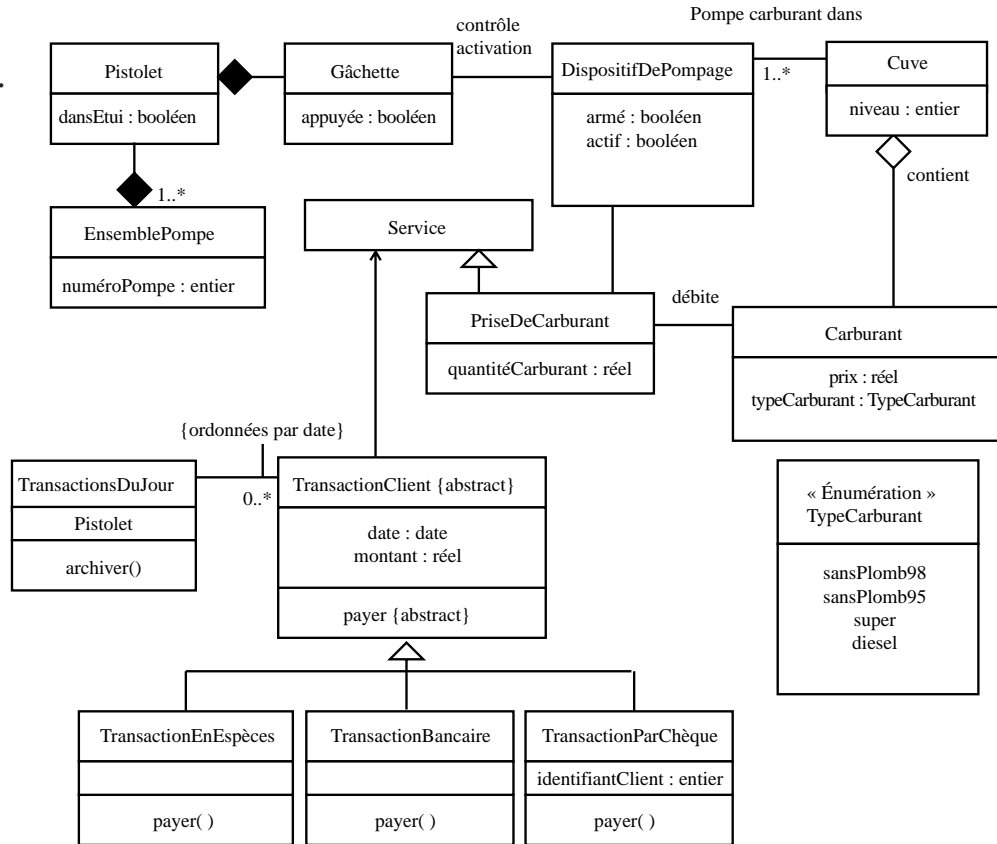 Pompe carburant dans
contrôle
activation
Pistolet
dansEtui : booléen
Gâchette
appuyée : booléen
DispositifDePompage
armé : booléen
actif : booléen
1..*
Cuve
niveau : entier
contient
1..*
EnsemblePompe
numéroPompe : entier
Service
PriseDeCarburant
quantitéCarburant : réel
débite
Carburant
prix : réel
typeCarburant : TypeCarburant
{ordonnées par date}
0..*
TransactionsDuJour
Pistolet
archiver()
TransactionClient {abstract}
date : date
montant : réel
payer {abstract}
« Énumération »
TypeCarburant
sansPlomb98
sansPlomb95
super
diesel
TransactionEnEspèces
payer( )
TransactionBancaire
payer( )
TransactionParChèque
identifiantClient : entier
payer( )